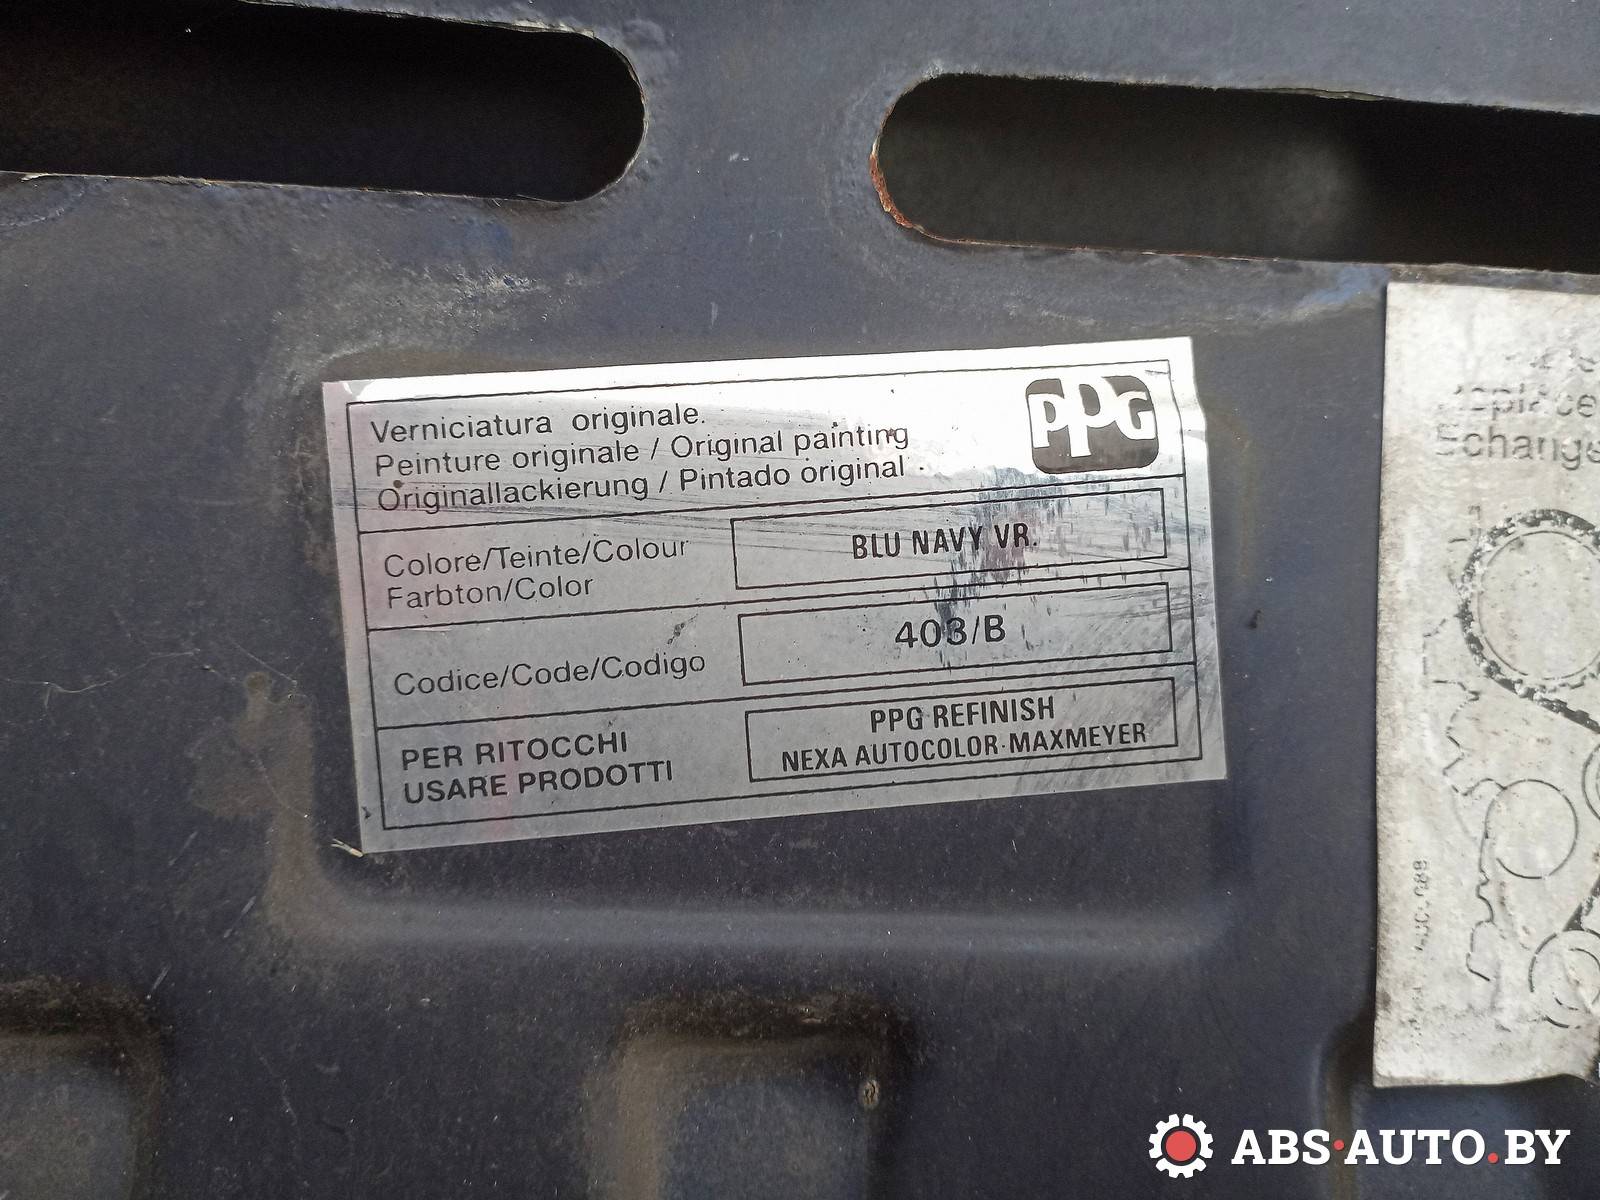 Verniciatura originale.
Peinture originale / Original painting
Originallackierung / Pintado original
PPG
Colore/Teinte/Colour
Farbton/Color
BLU NAVY VR.
Codice/Code/Codigo
403/B
PER RITOCCHI
USARE PRODOTTI
PPG REFINISH
NEXA AUTOCOLOR·MAXMEYER
Echange
ABS·AUTO.BY